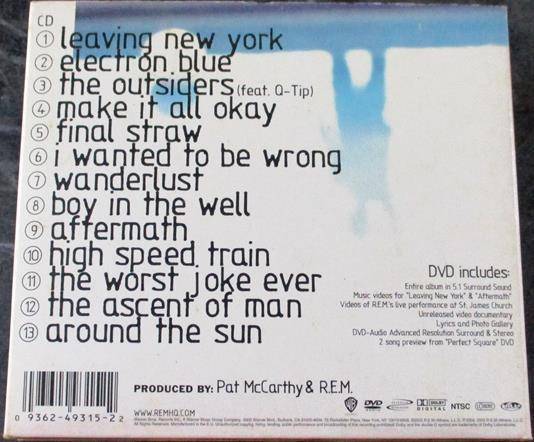 CD
1 leaving new york
2 electron blue
3 the outsiders (feat. Q-Tip)
4 make it all okay
5 final straw
6 i wanted to be wrong
7 wanderlust
8 boy in the well
9 aftermath
10 high speed train
11 the worst joke ever
12 the ascent of man
13 around the sun
DVD includes:
Entire album in 5.1 Surround Sound
Music videos for "Leaving New York" & "Aftermath"
Videos of R.E.M.'s live performance at St. James Church
Unreleased video documentary
Lyrics and Photo Gallery
DVD-Audio Advanced Resolution Surround & Stereo
2 song preview from "Perfect Square" DVD
PRODUCED BY: Pat McCarthy & R.E.M.
0 9362-49315-2 2
WWW.REMHQ.COM
DVD DOLBY DIGITAL NTSC